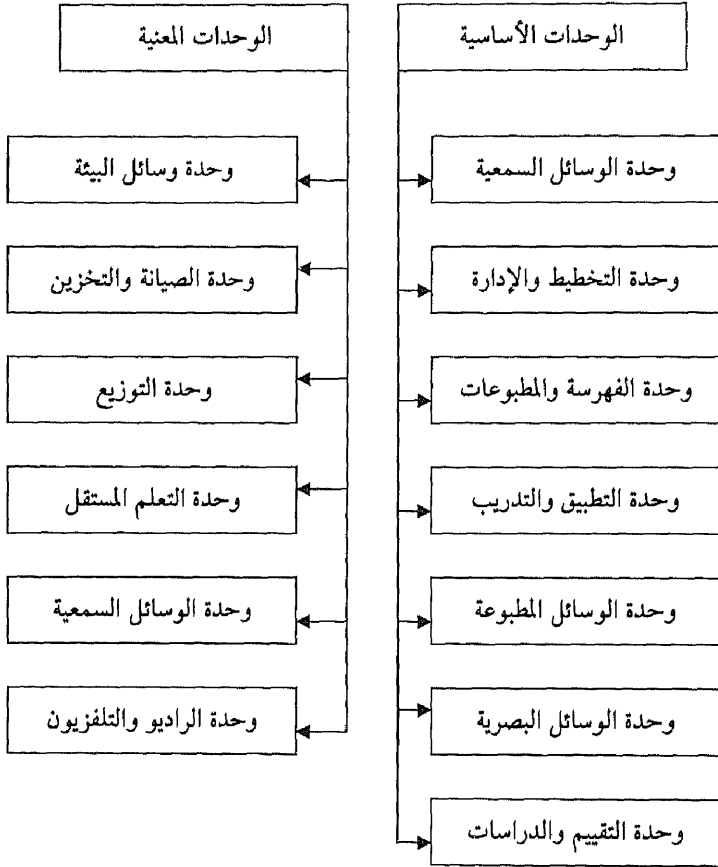 الوحدات الأساسية
وحدة الوسائل السمعية
وحدة التخطيط والإدارة
وحدة الفهرسة والمطبوعات
وحدة التطبيق والتدريب
وحدة الوسائل المطبوعة
وحدة الوسائل البصرية
وحدة التقييم والدراسات
الوحدات المعنية
وحدة وسائل البيئة
وحدة الصيانة والتخزين
وحدة التوزيع
وحدة التعلم المستقل
وحدة الوسائل السمعية
وحدة الراديو والتلفزيون